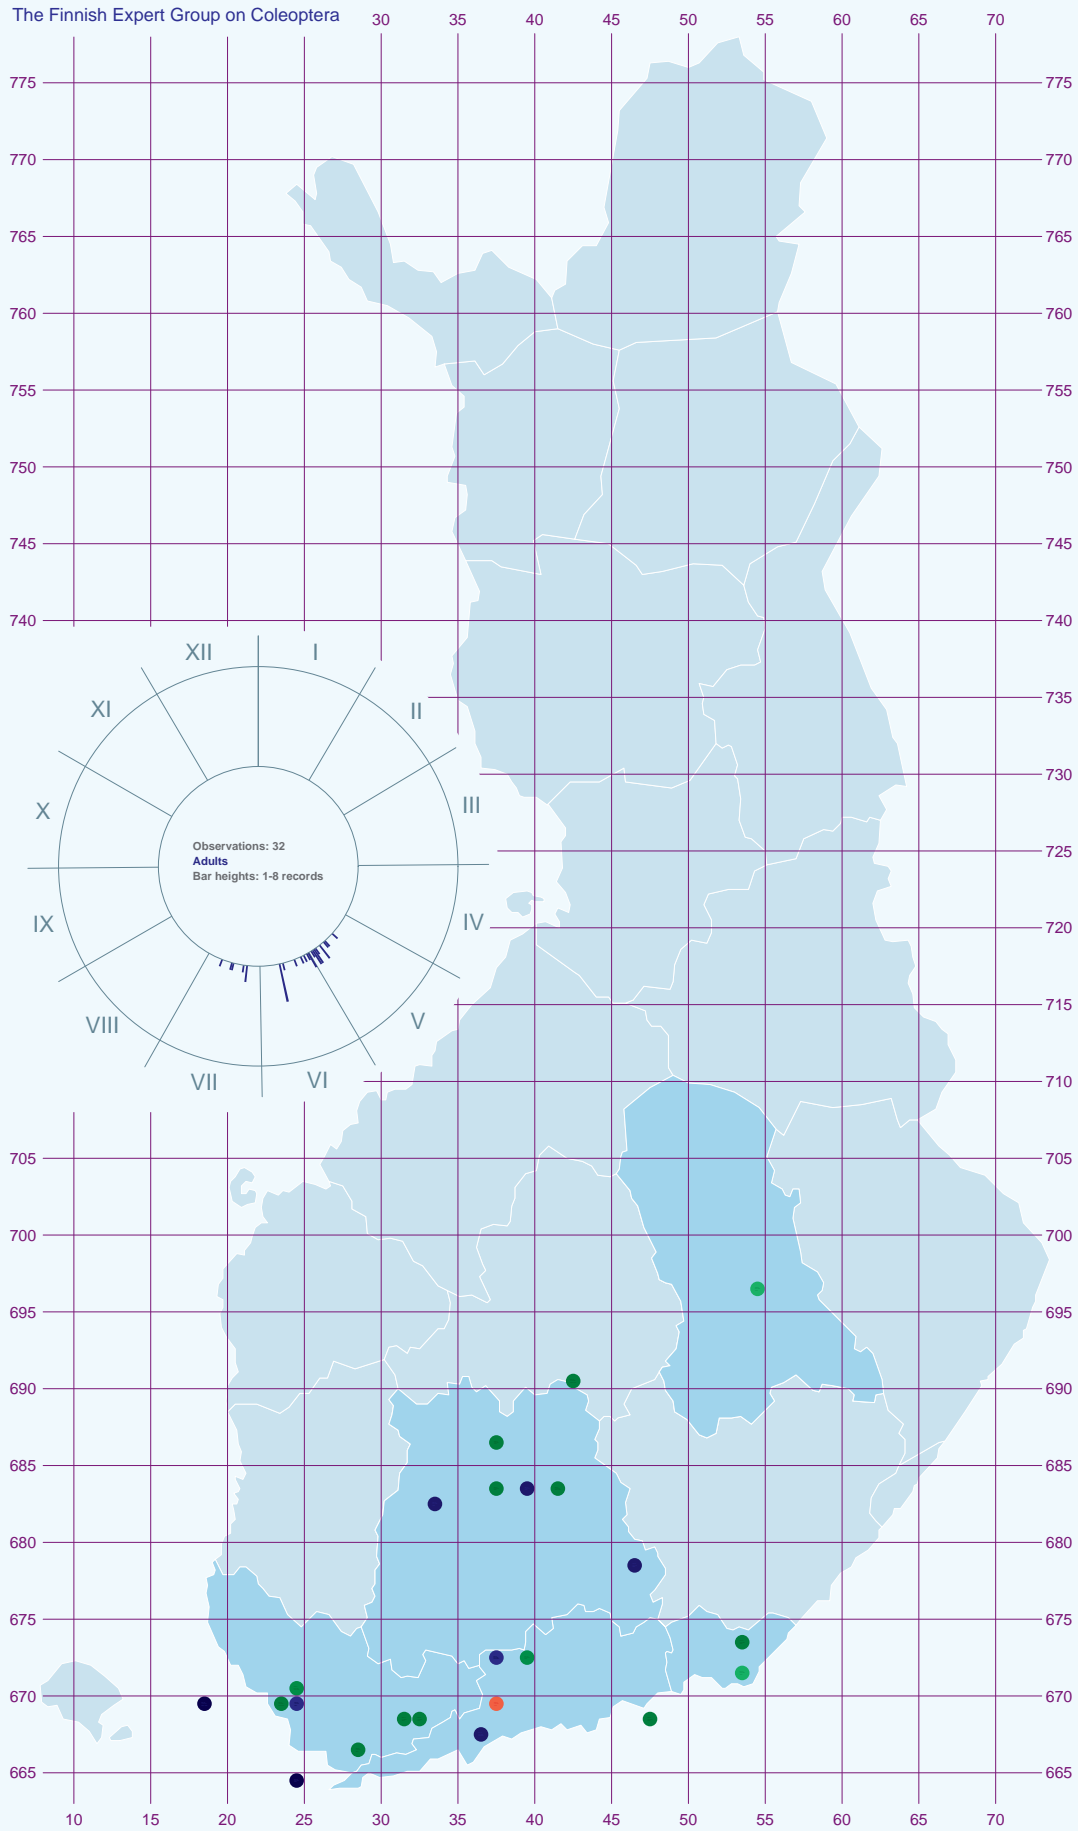 The Finnish Expert Group on Coleoptera 30 35 40 45 50 55 60 65 70
775 775
770 770
765 765
760 760
755 755
750 750
745 745
740 740
735
730
725
720
715
710
705 705
700 700
695 695
690 690
685 685
680 680
675 675
670 670
665 665
XII I
XI II
X III
IX IV
VIII V
VII VI
Observations: 32
Adults
Bar heights: 1-8 records
10 15 20 25 30 35 40 45 50 55 60 65 70